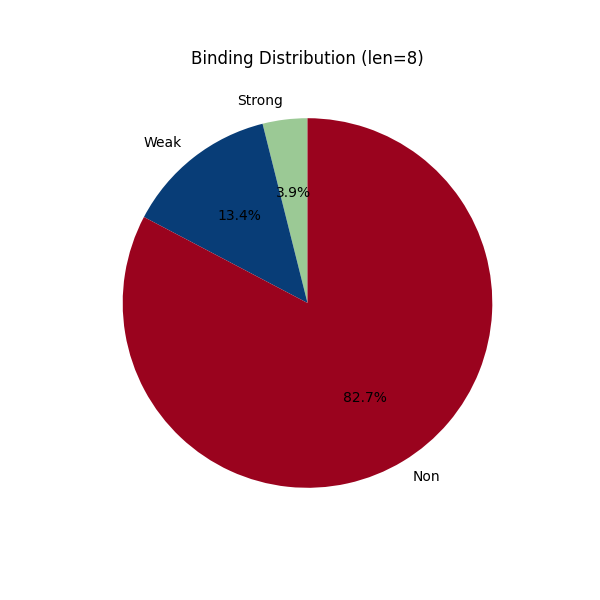 Binding Distribution (len=8)
Strong
Weak
3.9%
13.4%
82.7%
Non